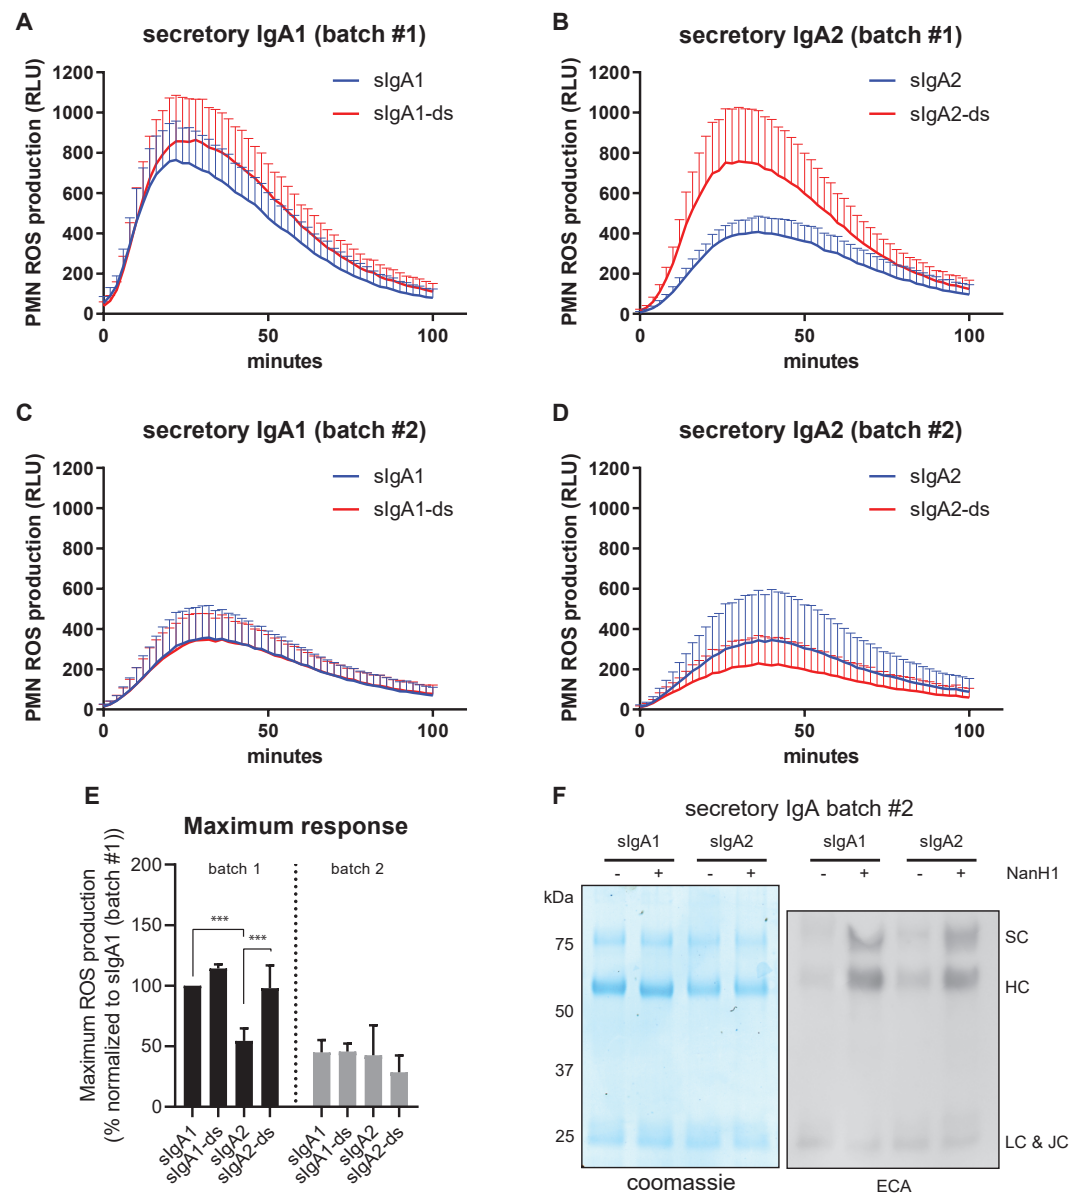 A
secretory IgA1 (batch #1)
PMN ROS production (RLU)
1200
1000
800
600
400
200
0
0 50 100
minutes
sIgA1
sIgA1-ds
B
secretory IgA2 (batch #1)
PMN ROS production (RLU)
1200
1000
800
600
400
200
0
0 50 100
minutes
sIgA2
sIgA2-ds
C
secretory IgA1 (batch #2)
PMN ROS production (RLU)
1200
1000
800
600
400
200
0
0 50 100
minutes
sIgA1
sIgA1-ds
D
secretory IgA2 (batch #2)
PMN ROS production (RLU)
1200
1000
800
600
400
200
0
0 50 100
minutes
sIgA2
sIgA2-ds
E
Maximum response
Maximum ROS production
(% normalized to sIgA1 (batch #1))
200
150
100
50
0
batch 1 batch 2
*** ***
sIgA1 sIgA1-ds sIgA2 sIgA2-ds sIgA1 sIgA1-ds sIgA2 sIgA2-ds
F
secretory IgA batch #2
sIgA1 sIgA2 sIgA1 sIgA2
- + - + - + - + NanH1
kDa
75
50
37
25
SC
HC
LC & JC
coomassie
ECA